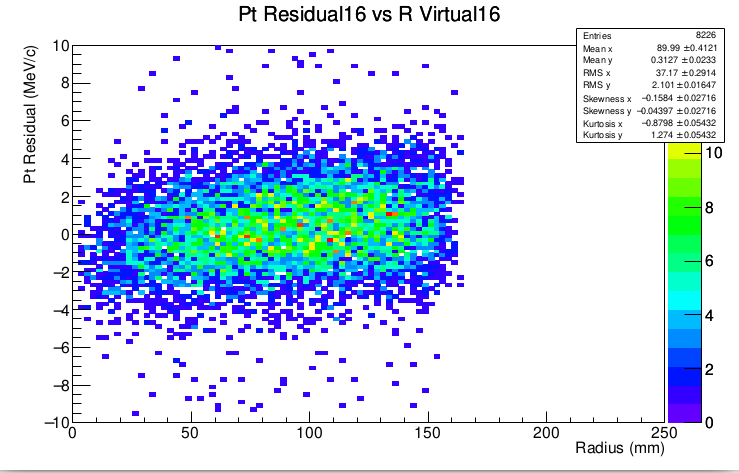 Pt Residual16 vs R Virtual16
Entries 8226
Mean x 89.99 ±0.4121
Mean y 0.3127 ±0.0233
RMS x 37.17 ±0.2914
RMS y 2.101 ±0.01647
Skewness x −0.1584 ±0.02716
Skewness y −0.04397 ±0.02716
Kurtosis x −0.8798 ±0.05432
Kurtosis y 1.274 ±0.05432
Pt Residual (MeV/c)
10
8
6
4
2
0
−2
−4
−6
−8
−10
0 50 100 150 200 250
Radius (mm)
10
8
6
4
2
0